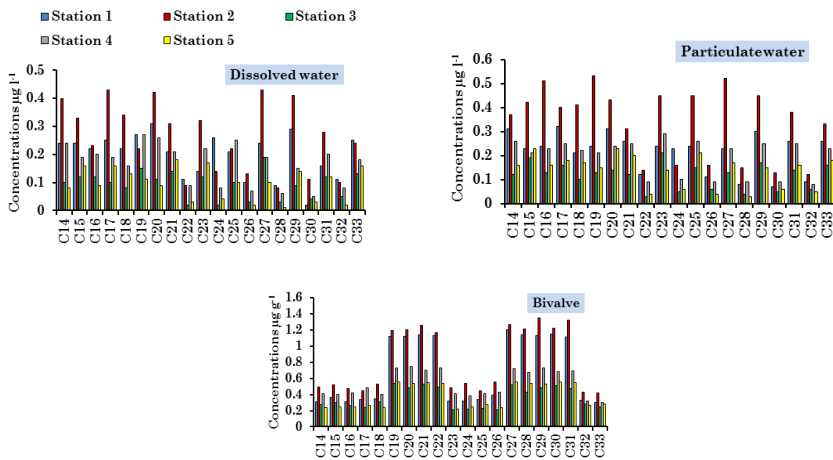 Station 1 Station 2 Station 3
Station 4 Station 5
Dissolved water
Concentrations µg l-1
0.5
0.4
0.3
0.2
0.1
0
C14 C15 C16 C17 C18 C19 C20 C21 C22 C23 C24 C25 C26 C27 C28 C29 C30 C31 C32 C33
Particulatewater
Concentrations µg l-1
0.6
0.5
0.4
0.3
0.2
0.1
0
C14 C15 C16 C17 C18 C19 C20 C21 C22 C23 C24 C25 C26 C27 C28 C29 C30 C31 C32 C33
Bivalve
Concentrations µg g-1
1.6
1.4
1.2
1
0.8
0.6
0.4
0.2
0
C14 C15 C16 C17 C18 C19 C20 C21 C22 C23 C24 C25 C26 C27 C28 C29 C30 C31 C32 C33